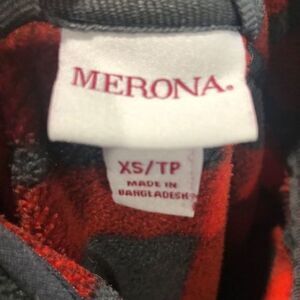 MERONA.
XS/TP
MADE IN
BANGLADESH